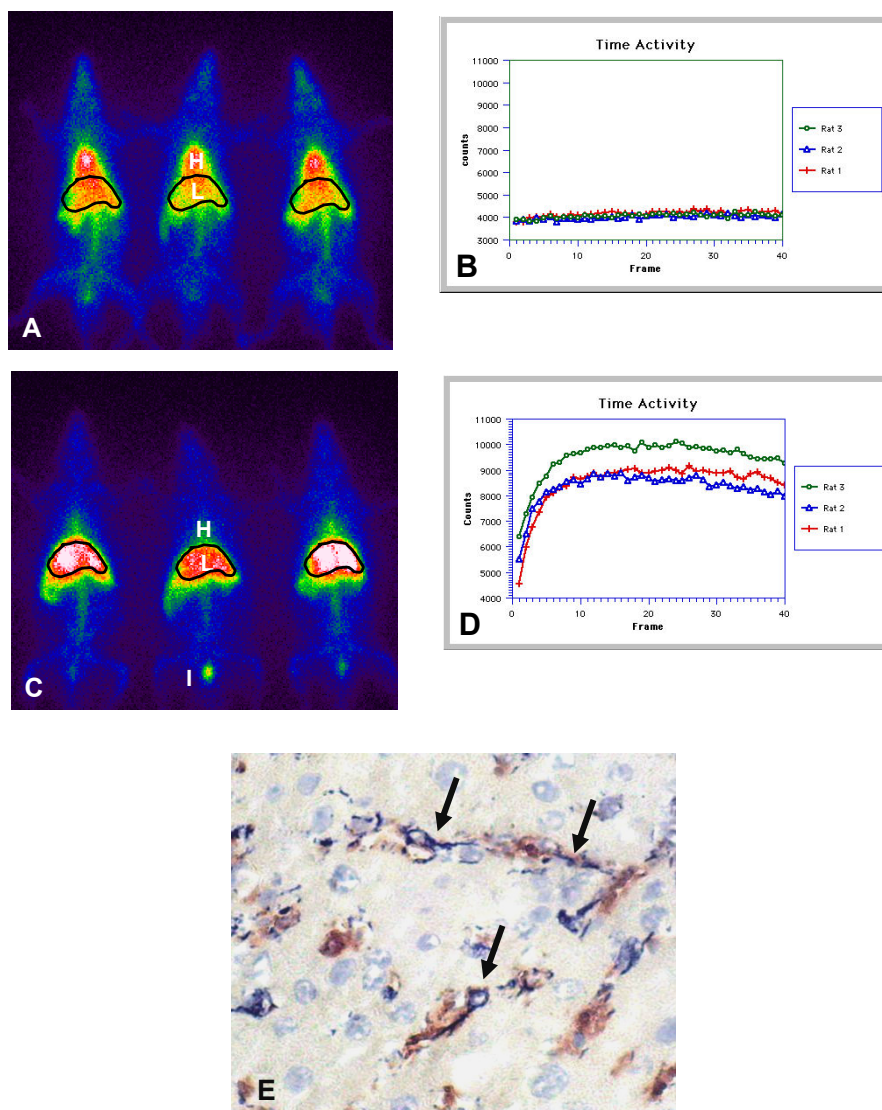 H
L
A
Time Activity
11000
10000
9000
8000
7000
6000
5000
4000
3000
counts
0
10
20
30
40
Frame
Rat 3
Rat 2
Rat 1
B
H
L
I
C
Time Activity
11000
10000
9000
8000
7000
6000
5000
4000
Counts
0
10
20
30
40
Frame
Rat 3
Rat 2
Rat 1
D
E